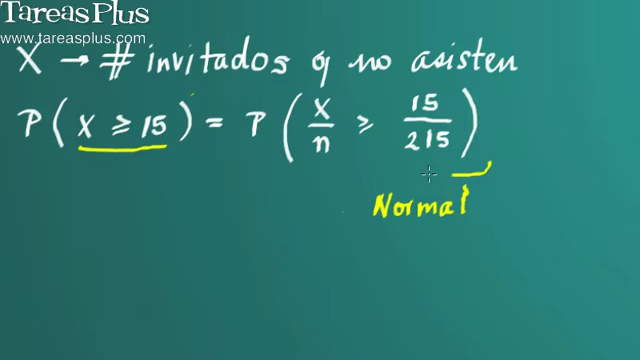 TareasPlus
www.tareasplus.com
X → # invitados q no asisten
P( X ≥ 15 ) = P( X/n ≥ 15/215 )
Normal